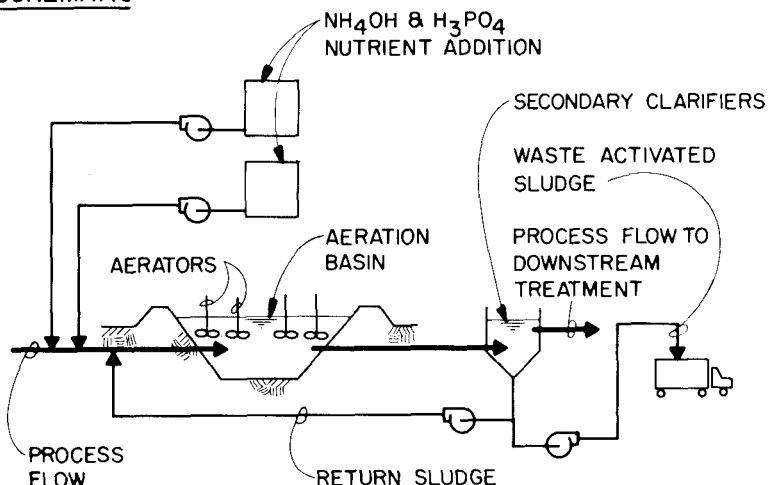 SCHEMATIC
NH4OH & H3PO4
NUTRIENT ADDITION
SECONDARY CLARIFIERS
WASTE ACTIVATED
SLUDGE
AERATION
BASIN
PROCESS FLOW TO
DOWNSTREAM
TREATMENT
AERATORS
PROCESS
FLOW
RETURN SLUDGE